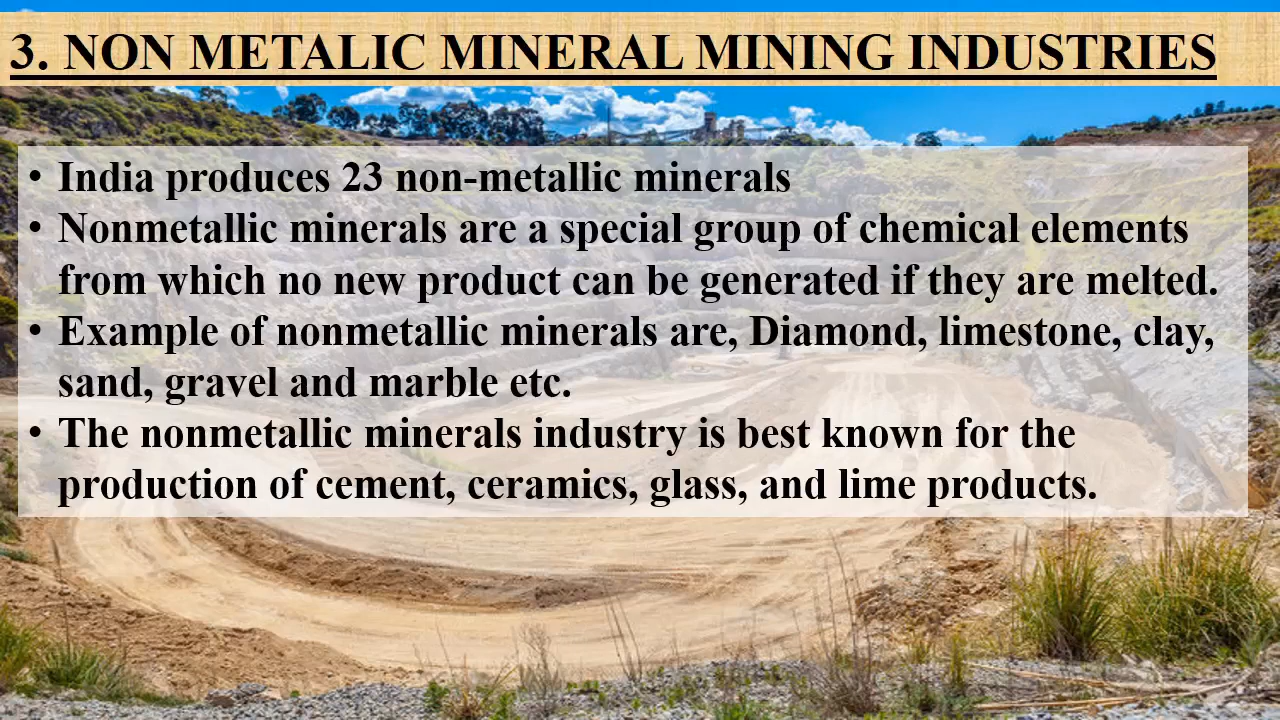 3. NON METALIC MINERAL MINING INDUSTRIES
• India produces 23 non-metallic minerals
• Nonmetallic minerals are a special group of chemical elements
from which no new product can be generated if they are melted.
• Example of nonmetallic minerals are, Diamond, limestone, clay,
sand, gravel and marble etc.
• The nonmetallic minerals industry is best known for the
production of cement, ceramics, glass, and lime products.